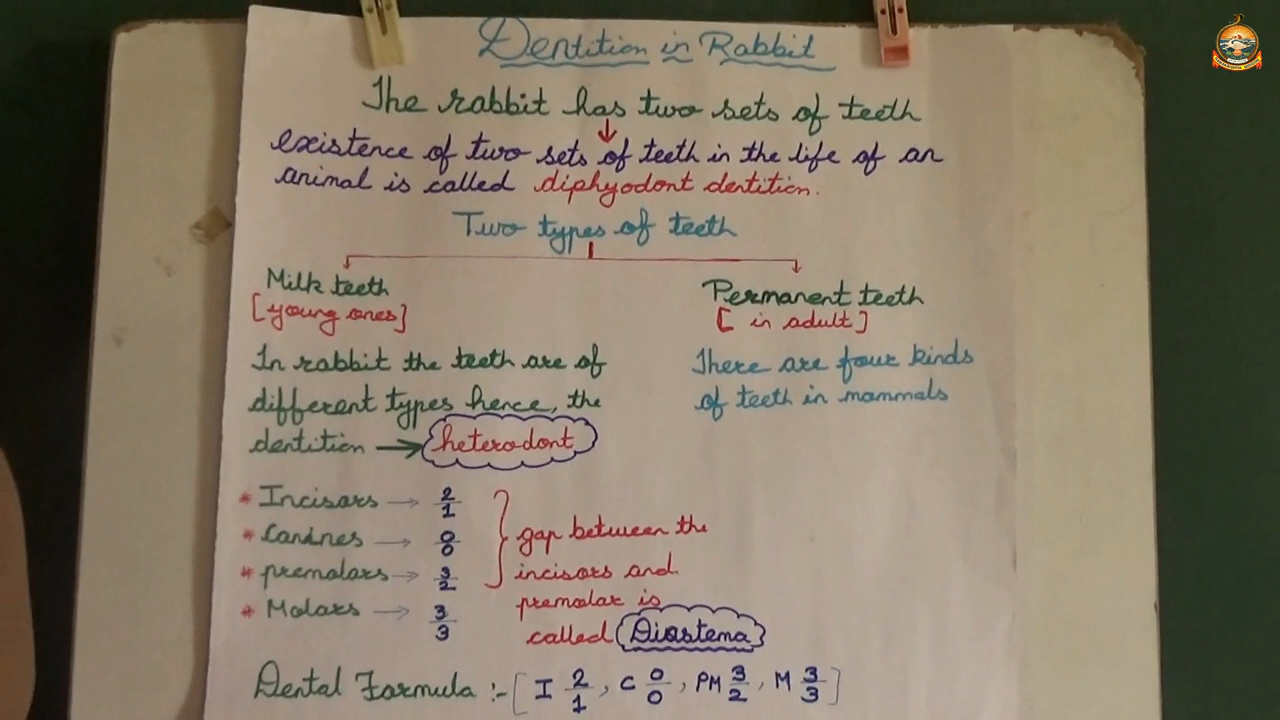 Dentition in Rabbit
The rabbit has two sets of teeth
existence of two sets of teeth in the life of an
animal is called diphyodont dentition.
Two types of teeth
Milk teeth
[young ones]
In rabbit the teeth are of
different types hence, the
dentition → heterodont
Permanent teeth
[in adult]
There are four kinds
of teeth in mammals
* Incisors → 2/1
* Canines → 0/0
* premolars → 3/2
* Molars → 3/3
gap between the
incisors and
premolar is
called Diastena
Dental Formula :- [I 2/1, C 0/0, PM 3/2, M 3/3]